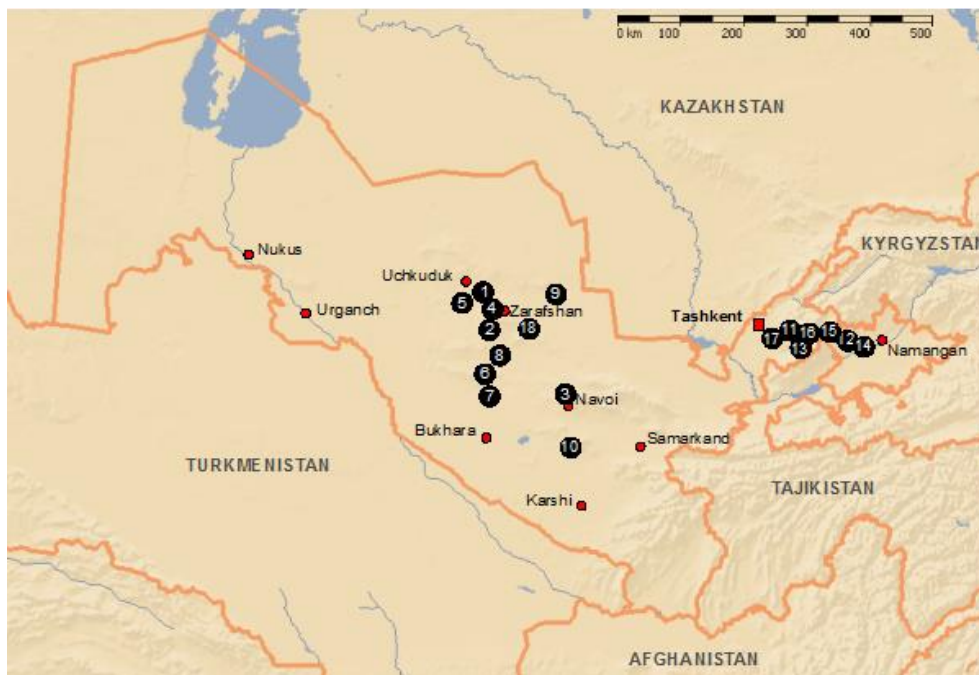 0 km 100 200 300 400 500
KAZAKHSTAN
KYRGYZSTAN
Nukus
Uchkuduk
1
9
5
4
Zarafshan
Urganch
Tashkent
2
18
11
16
15
17
13
12
14
Namangan
8
6
7
3
Navoi
Bukhara
10
Samarkand
TURKMENISTAN
TAJIKISTAN
Karshi
AFGHANISTAN